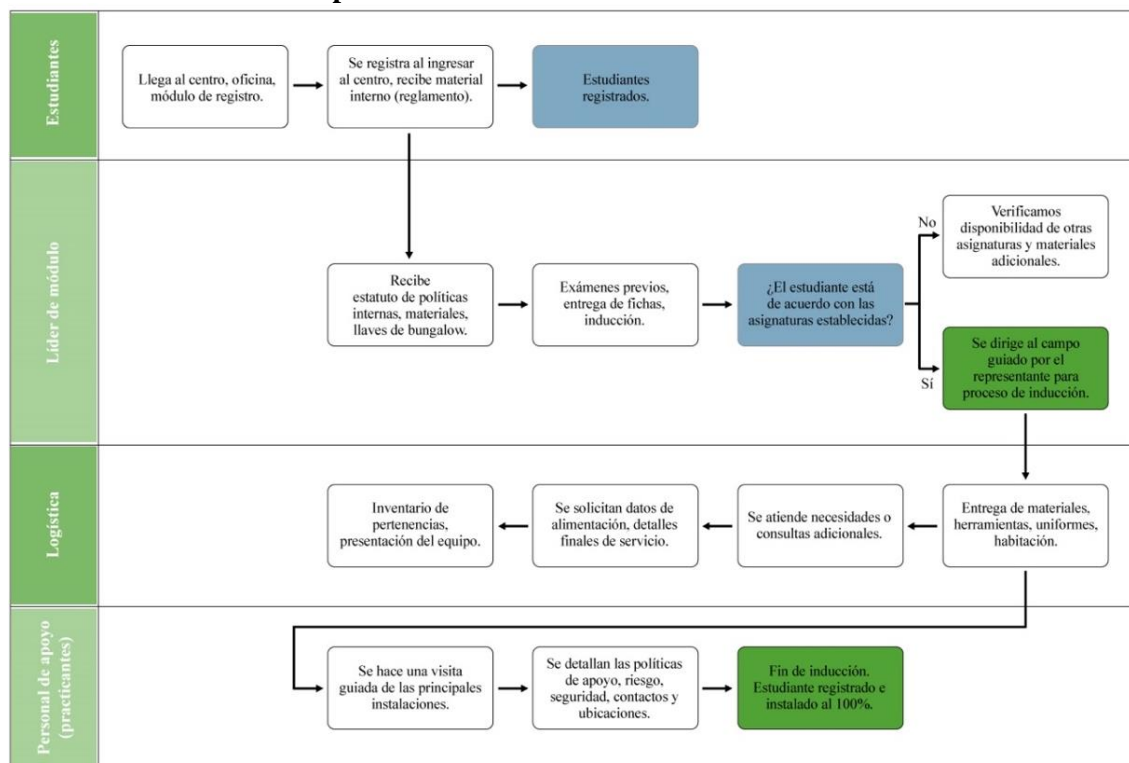 Estudiantes
Llega al centro, oficina,
módulo de registro.
Se registra al ingresar
al centro, recibe material
interno (reglamento).
Estudiantes
registrados.
Líder de módulo
Recibe
estatuto de políticas
internas, materiales,
llaves de bungalow.
Exámenes previos,
entrega de fichas,
inducción.
¿El estudiante está
de acuerdo con las
asignaturas establecidas?
No
Verificamos
disponibilidad de otras
asignaturas y materiales
adicionales.
Sí
Se dirige al campo
guiado por el
representante para
proceso de inducción.
Logística
Inventario de
pertenencias,
presentación del equipo.
Se solicitan datos de
alimentación, detalles
finales de servicio.
Se atiende necesidades o
consultas adicionales.
Entrega de materiales,
herramientas, uniformes,
habitación.
Personal de apoyo
(practicantes)
Se hace una visita
guiada de las principales
instalaciones.
Se detallan las políticas
de apoyo, riesgo,
seguridad, contactos y
ubicaciones.
Fin de inducción.
Estudiante registrado e
instalado al 100%.